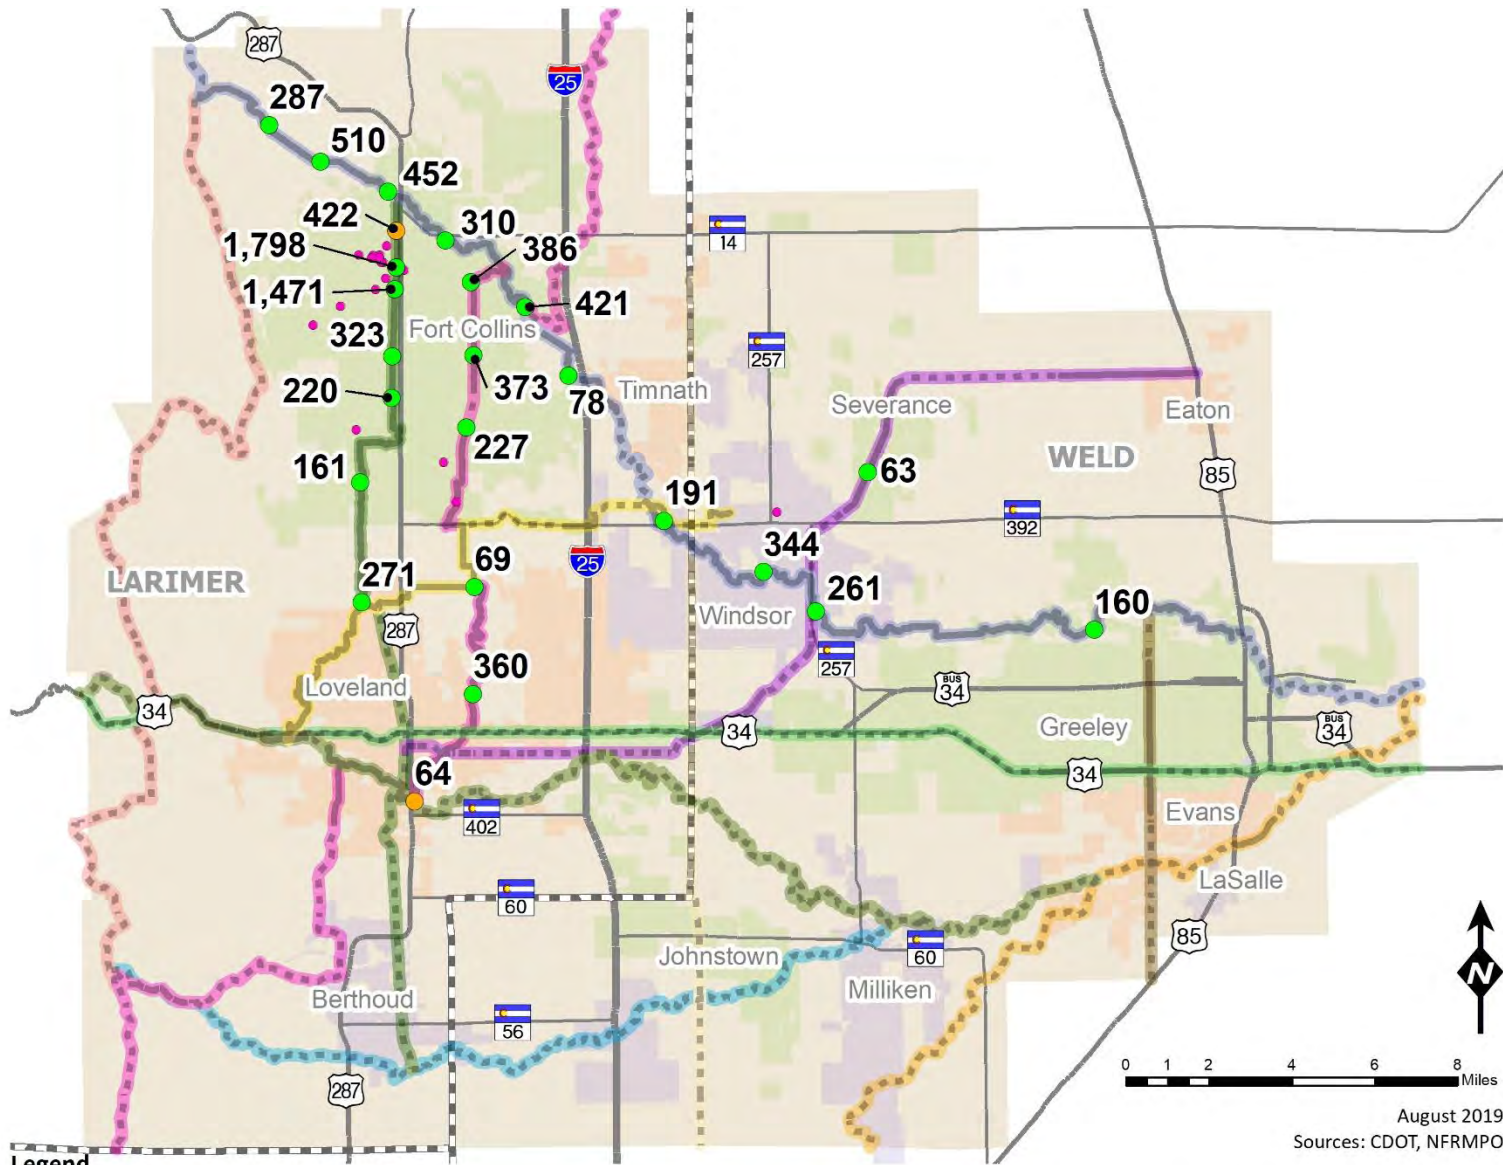 287
25
287
510
452
422
310
14
1,798
386
1,471
421
323
Fort Collins
257
220
373
78
Timnath
Severance
Eaton
227
WELD
161
63
85
191
392
LARIMER
271
69
25
344
287
Windsor
261
160
257
360
Loveland
34
BUS
34
Greeley
BUS
34
34
64
34
402
Evans
60
LaSalle
85
60
Johnstown
Berthoud
Milliken
56
N
287
0 1 2 4 6 8
Miles
August 2019
Sources: CDOT, NFRMPO
Legend